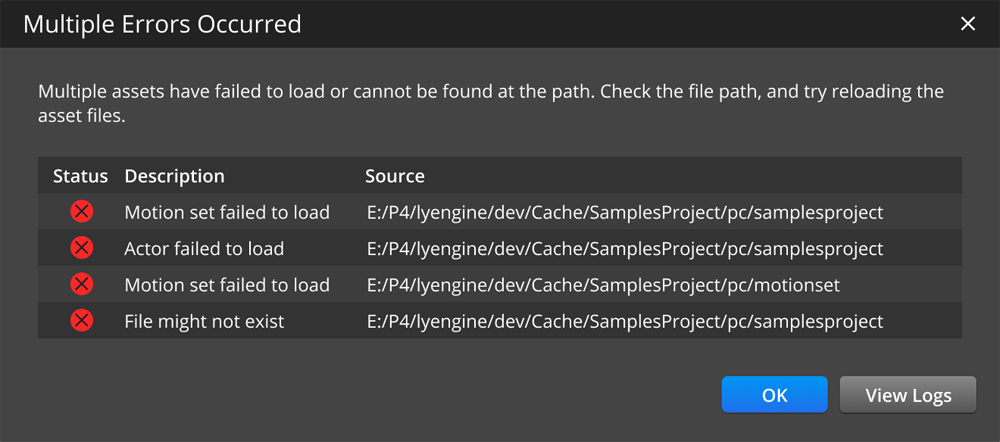 Multiple Errors Occurred
Multiple assets have failed to load or cannot be found at the path. Check the file path, and try reloading the
asset files.
Status Description Source
Motion set failed to load E:/P4/lyengine/dev/Cache/SamplesProject/pc/samplesproject
Actor failed to load E:/P4/lyengine/dev/Cache/SamplesProject/pc/samplesproject
Motion set failed to load E:/P4/lyengine/dev/Cache/SamplesProject/pc/motionset
File might not exist E:/P4/lyengine/dev/Cache/SamplesProject/pc/samplesproject
OK View Logs